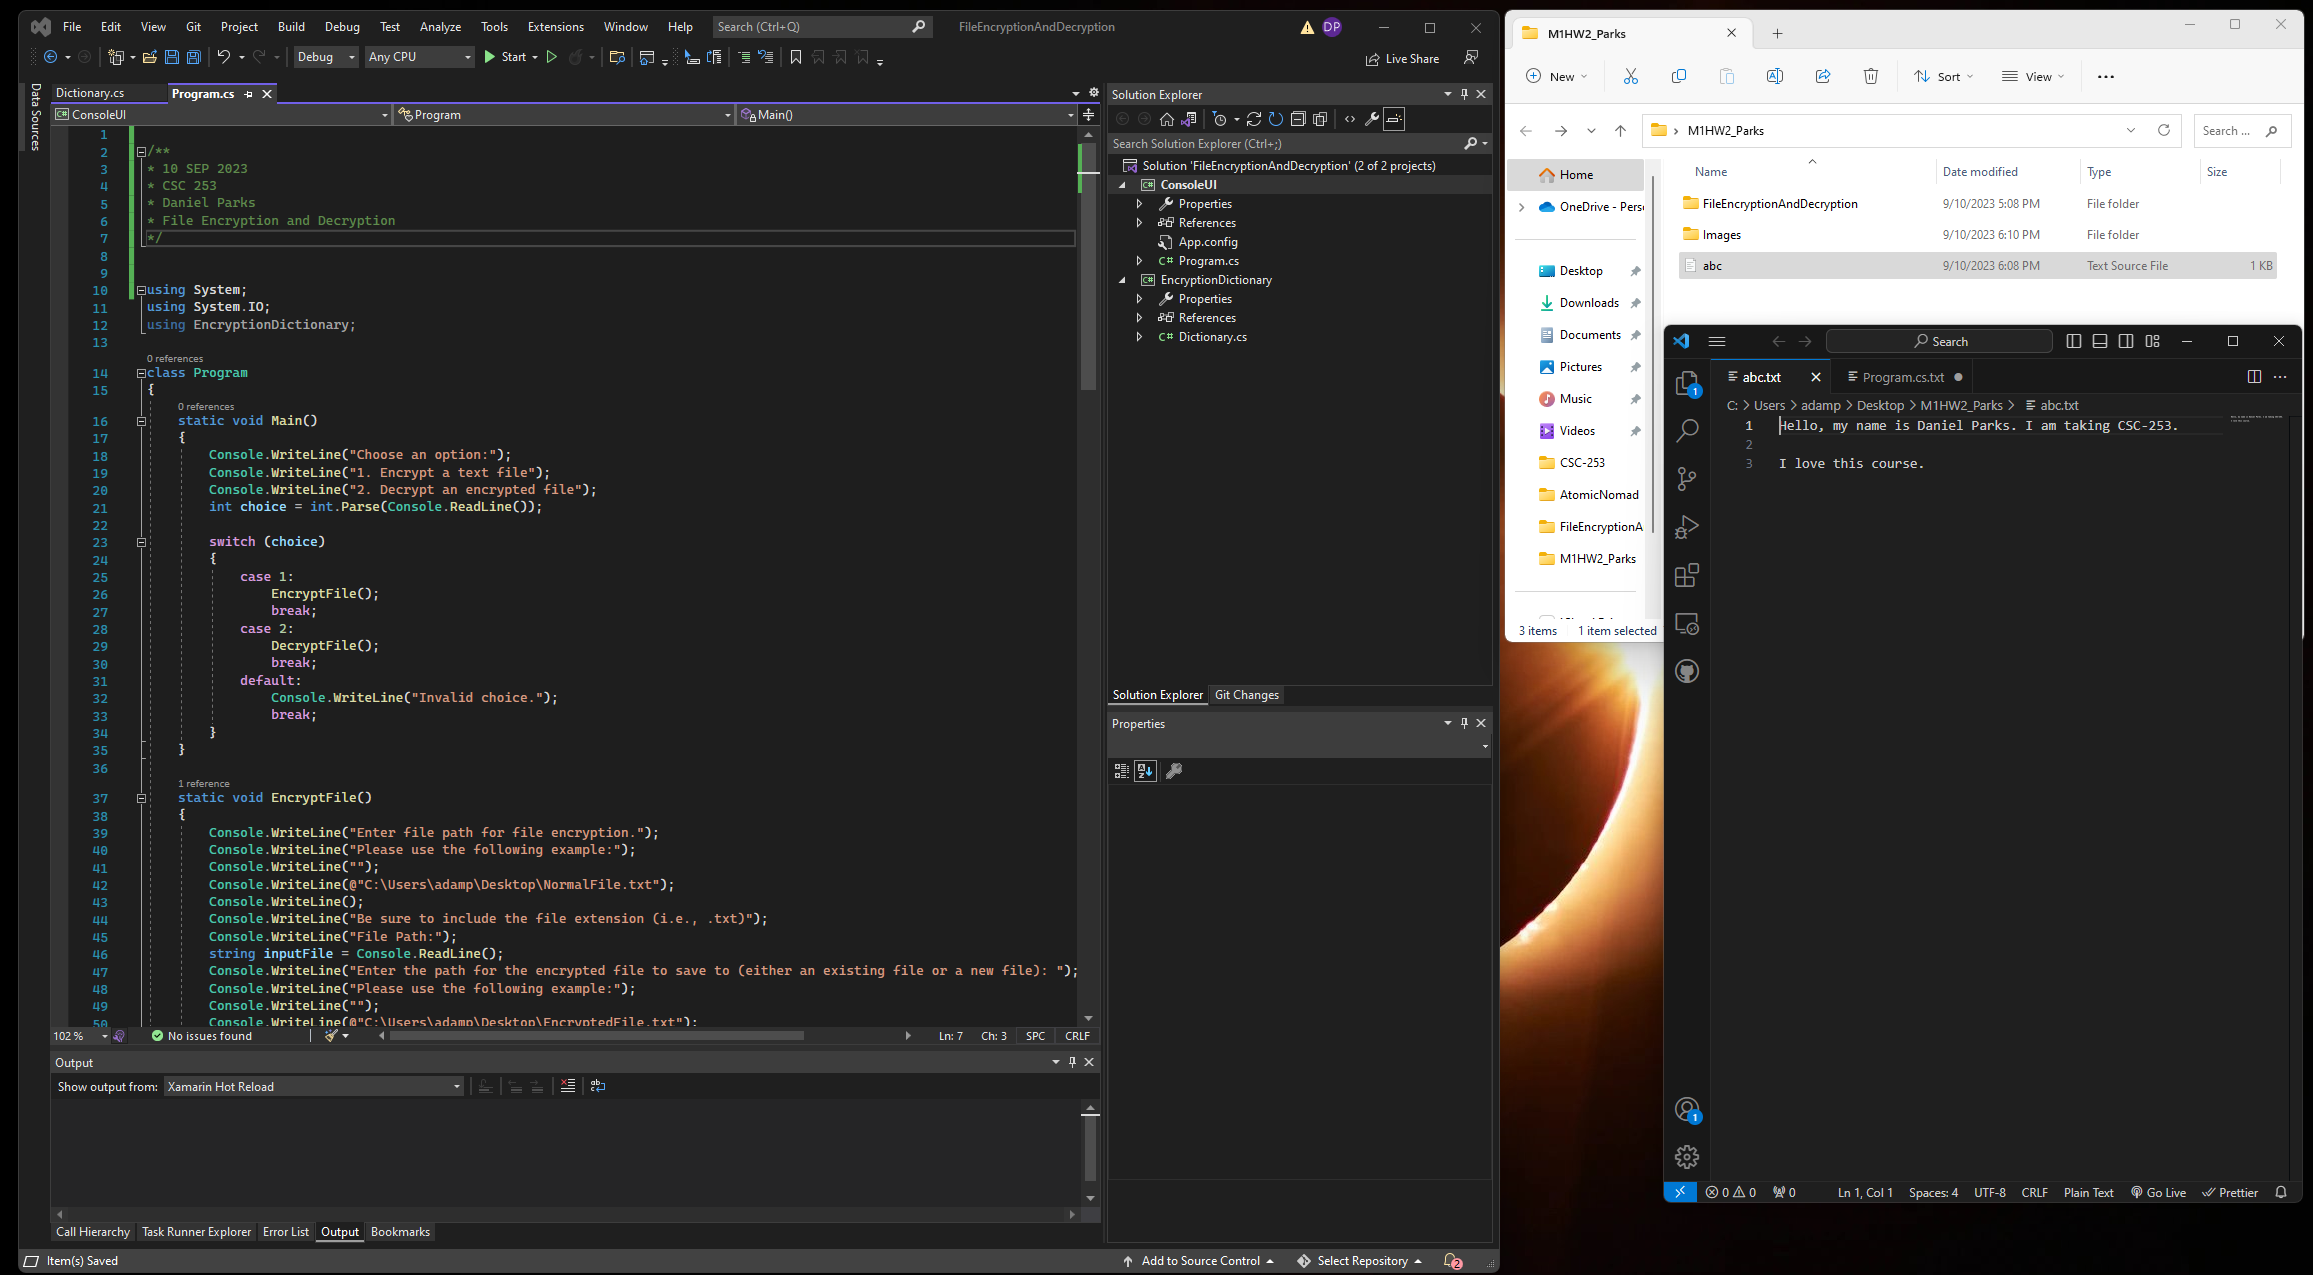 File Edit View Git Project Build Debug Test Analyze Tools Extensions Window Help Search (Ctrl+Q) FileEncryptionAndDecryption DP
Debug Any CPU Start Live Share
Data Sources
Dictionary.cs Program.cs
ConsoleUI Program Main()
1
2 /**
3 * 10 SEP 2023
4 * CSC 253
5 * Daniel Parks
6 * File Encryption and Decryption
7 */
8
9
10 using System;
11 using System.IO;
12 using EncryptionDictionary;
13
0 references
14 class Program
15 {
0 references
16 static void Main()
17 {
18 Console.WriteLine("Choose an option:");
19 Console.WriteLine("1. Encrypt a text file");
20 Console.WriteLine("2. Decrypt an encrypted file");
21 int choice = int.Parse(Console.ReadLine());
22
23 switch (choice)
24 {
25 case 1:
26 EncryptFile();
27 break;
28 case 2:
29 DecryptFile();
30 break;
31 default:
32 Console.WriteLine("Invalid choice.");
33 break;
34 }
35 }
36
1 reference
37 static void EncryptFile()
38 {
39 Console.WriteLine("Enter file path for file encryption.");
40 Console.WriteLine("Please use the following example:");
41 Console.WriteLine("");
42 Console.WriteLine(@"C:\Users\adamp\Desktop\NormalFile.txt");
43 Console.WriteLine();
44 Console.WriteLine("Be sure to include the file extension (i.e., .txt)");
45 Console.WriteLine("File Path:");
46 string inputFile = Console.ReadLine();
47 Console.WriteLine("Enter the path for the encrypted file to save to (either an existing file or a new file): ");
48 Console.WriteLine("Please use the following example:");
49 Console.WriteLine("");
50 Console.WriteLine(@"C:\Users\adamp\Desktop\EncryptedFile.txt");
102 % No issues found Ln: 7 Ch: 3 SPC CRLF
Output
Show output from: Xamarin Hot Reload
Call Hierarchy Task Runner Explorer Error List Output Bookmarks
Item(s) Saved Add to Source Control Select Repository 2
Solution Explorer
Search Solution Explorer (Ctrl+;)
Solution 'FileEncryptionAndDecryption' (2 of 2 projects)
C# ConsoleUI
Properties
References
App.config
C# Program.cs
C# EncryptionDictionary
Properties
References
C# Dictionary.cs
Solution Explorer Git Changes
Properties
M1HW2_Parks
New Sort View
M1HW2_Parks Search ...
Home
OneDrive - Pers
Desktop
Downloads
Documents
Pictures
Music
Videos
CSC-253
AtomicNomad
FileEncryptionA
M1HW2_Parks
3 items 1 item selected
Name Date modified Type Size
FileEncryptionAndDecryption 9/10/2023 5:08 PM File folder
Images 9/10/2023 6:10 PM File folder
abc 9/10/2023 6:08 PM Text Source File 1 KB
Search
abc.txt Program.cs.txt
C: > Users > adamp > Desktop > M1HW2_Parks > abc.txt
1 Hello, my name is Daniel Parks. I am taking CSC-253.
2
3 I love this course.
1
1
0 0 0 Ln 1, Col 1 Spaces: 4 UTF-8 CRLF Plain Text Go Live Prettier